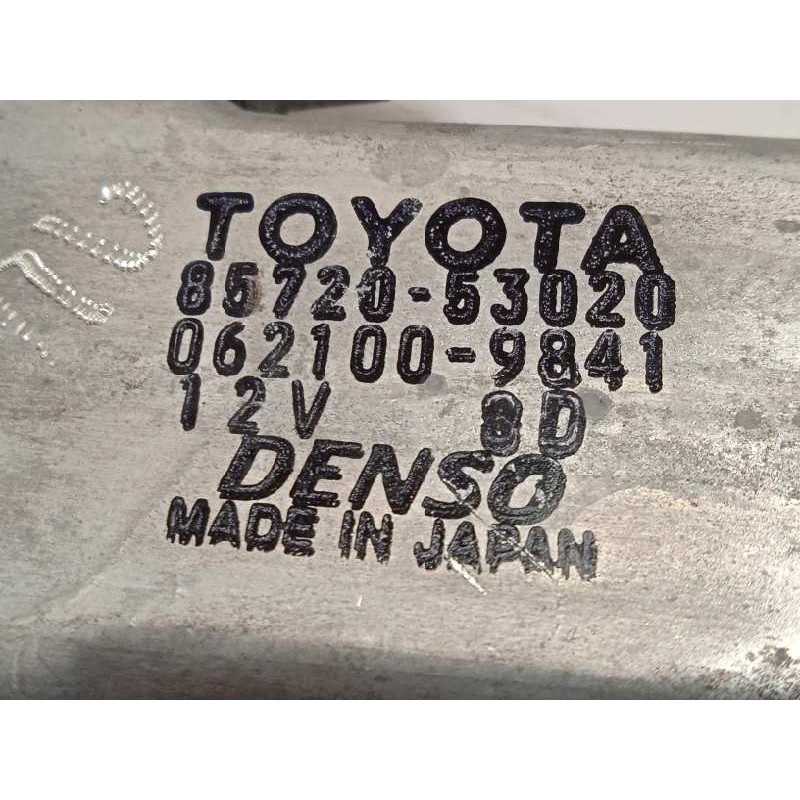 TOYOTA
85720-53020
062100-9841
12V 8D
DENSO
MADE IN JAPAN